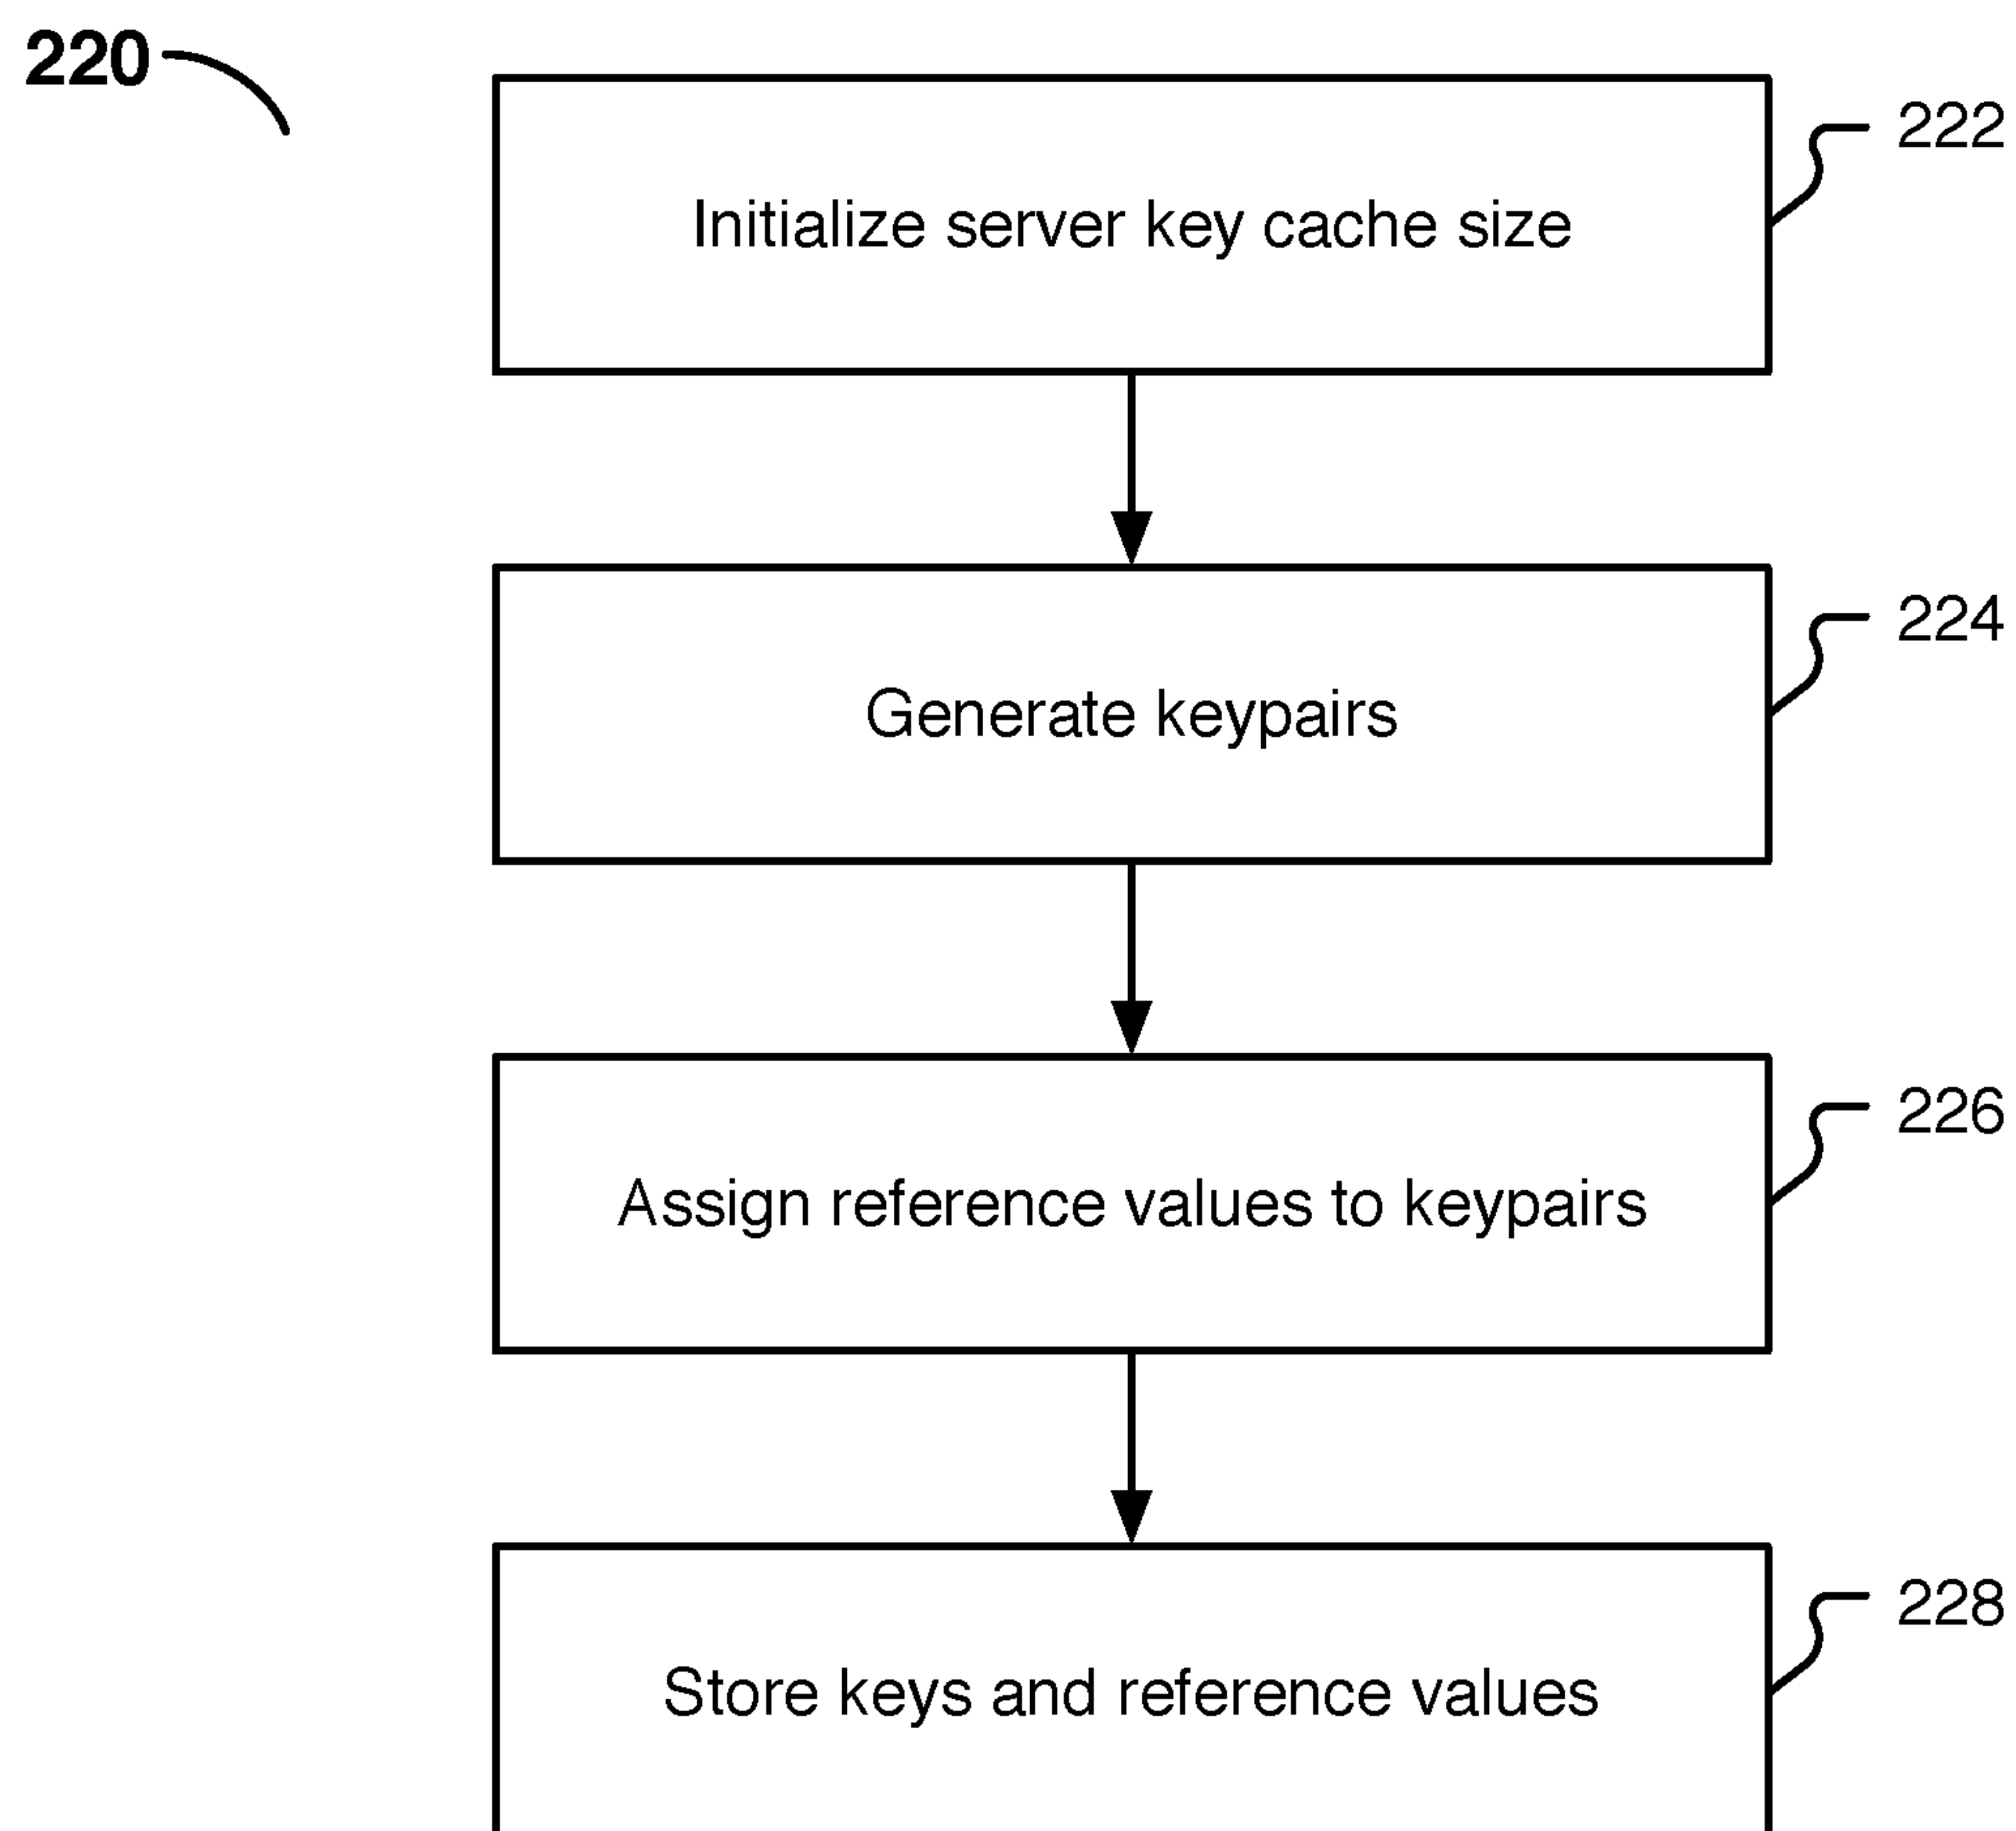 220
222
Initialize server key cache size
224
Generate keypairs
226
Assign reference values to keypairs
228
Store keys and reference values